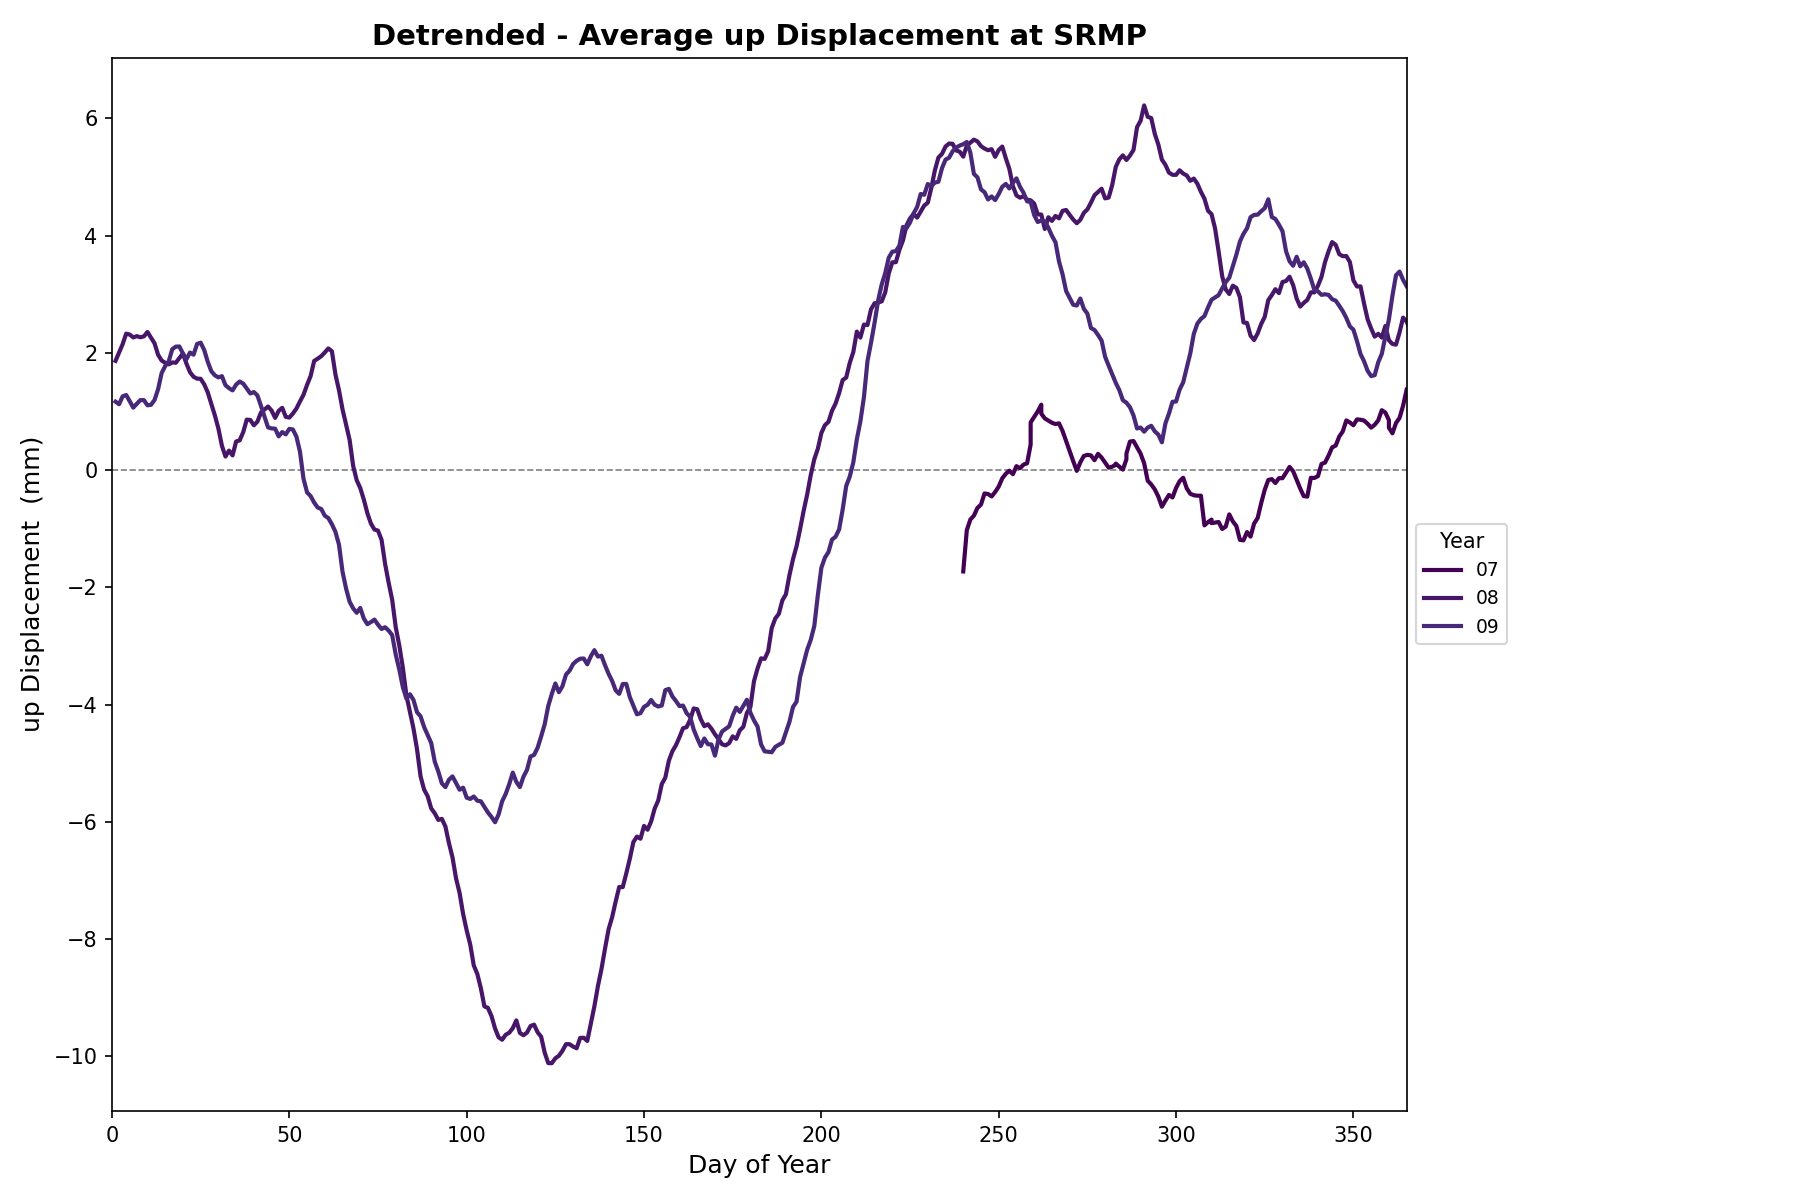 Detrended - Average up Displacement at SRMP
up Displacement  (mm)
6
4
2
0
−2
−4
−6
−8
−10
0 50 100 150 200 250 300 350
Day of Year
Year
07
08
09